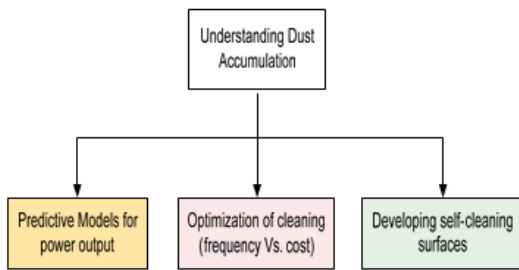 Understanding Dust
Accumulation
Predictive Models for
power output
Optimization of cleaning
(frequency Vs. cost)
Developing self-cleaning
surfaces